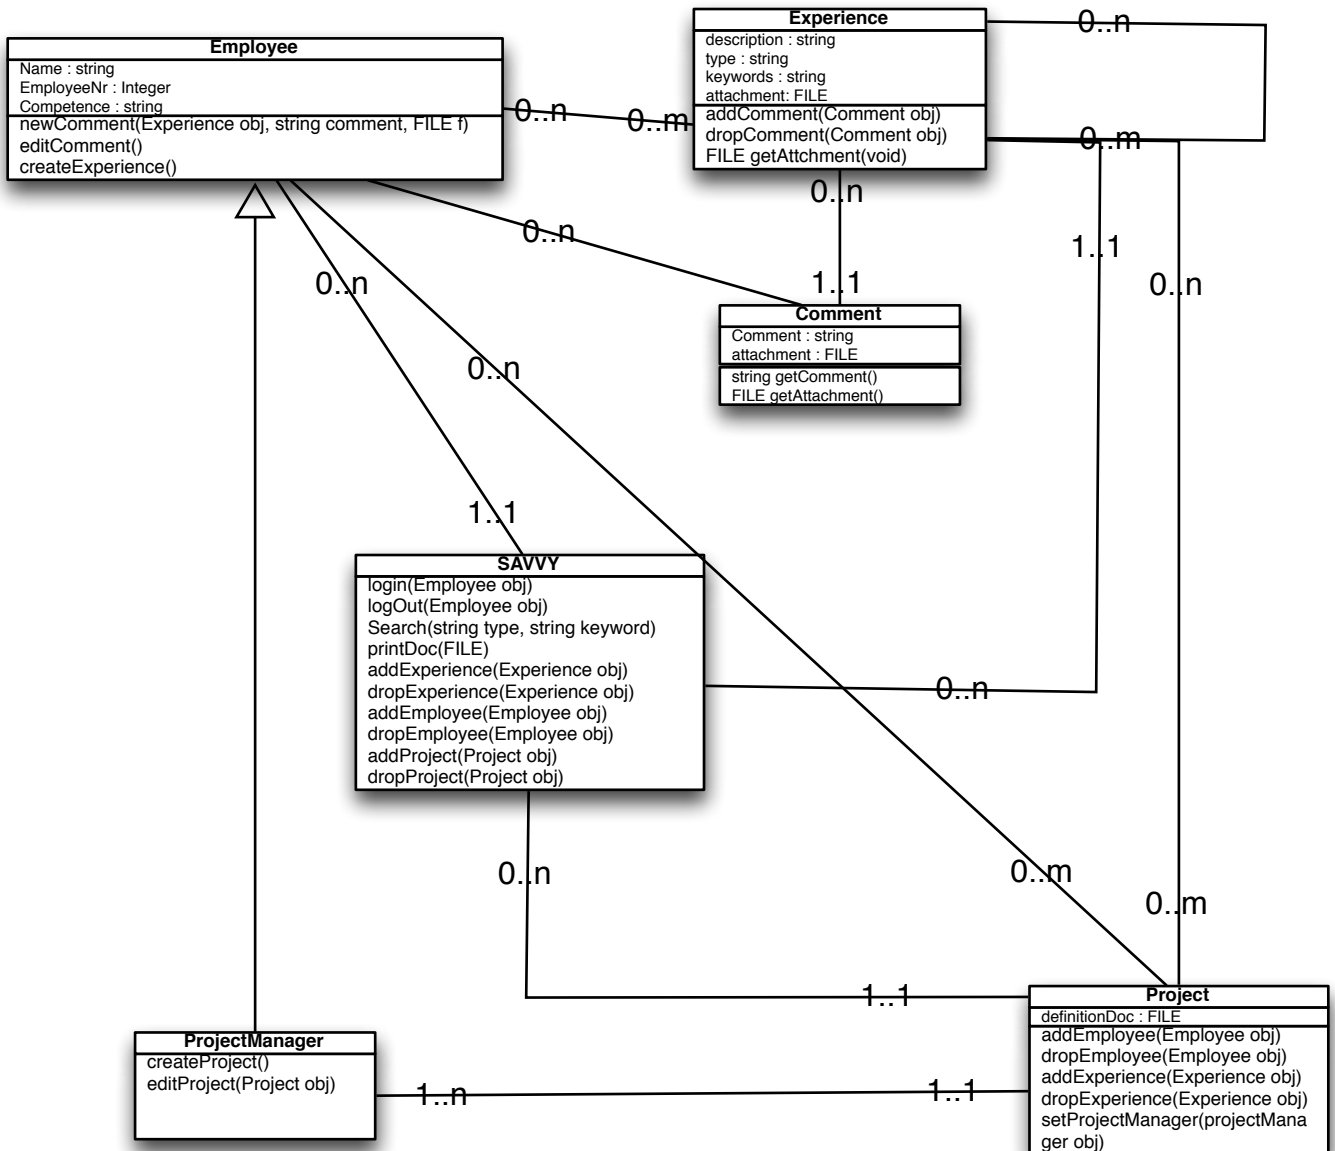 Employee
Name : string
EmployeeNr : Integer
Competence : string
newComment(Experience obj, string comment, FILE f)
editComment()
createExperience()
Experience
description : string
type : string
keywords : string
attachment: FILE
addComment(Comment obj)
dropComment(Comment obj)
FILE getAttchment(void)
0..n
0..n
0..m
0..m
0..n
0..n
1..1
0..n
0..n
1..1
0..n
Comment
Comment : string
attachment : FILE
string getComment()
FILE getAttachment()
0..n
1..1
SAVVY
login(Employee obj)
logOut(Employee obj)
Search(string type, string keyword)
printDoc(FILE)
addExperience(Experience obj)
dropExperience(Experience obj)
addEmployee(Employee obj)
dropEmployee(Employee obj)
addProject(Project obj)
dropProject(Project obj)
0..n
0..n
0..m
0..m
1..1
Project
definitionDoc : FILE
addEmployee(Employee obj)
dropEmployee(Employee obj)
addExperience(Experience obj)
dropExperience(Experience obj)
setProjectManager(projectMana
ger obj)
ProjectManager
createProject()
editProject(Project obj)
1..n
1..1